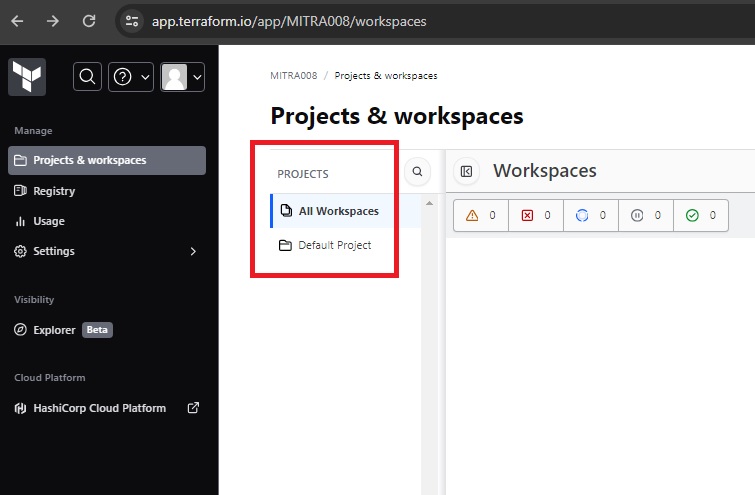 app.terraform.io/app/MITRA008/workspaces
MITRA008 / Projects & workspaces
Projects & workspaces
Manage
Projects & workspaces
Registry
Usage
Settings
Visibility
Explorer Beta
Cloud Platform
HashiCorp Cloud Platform
PROJECTS
All Workspaces
Default Project
Workspaces
0 0 0 0 0